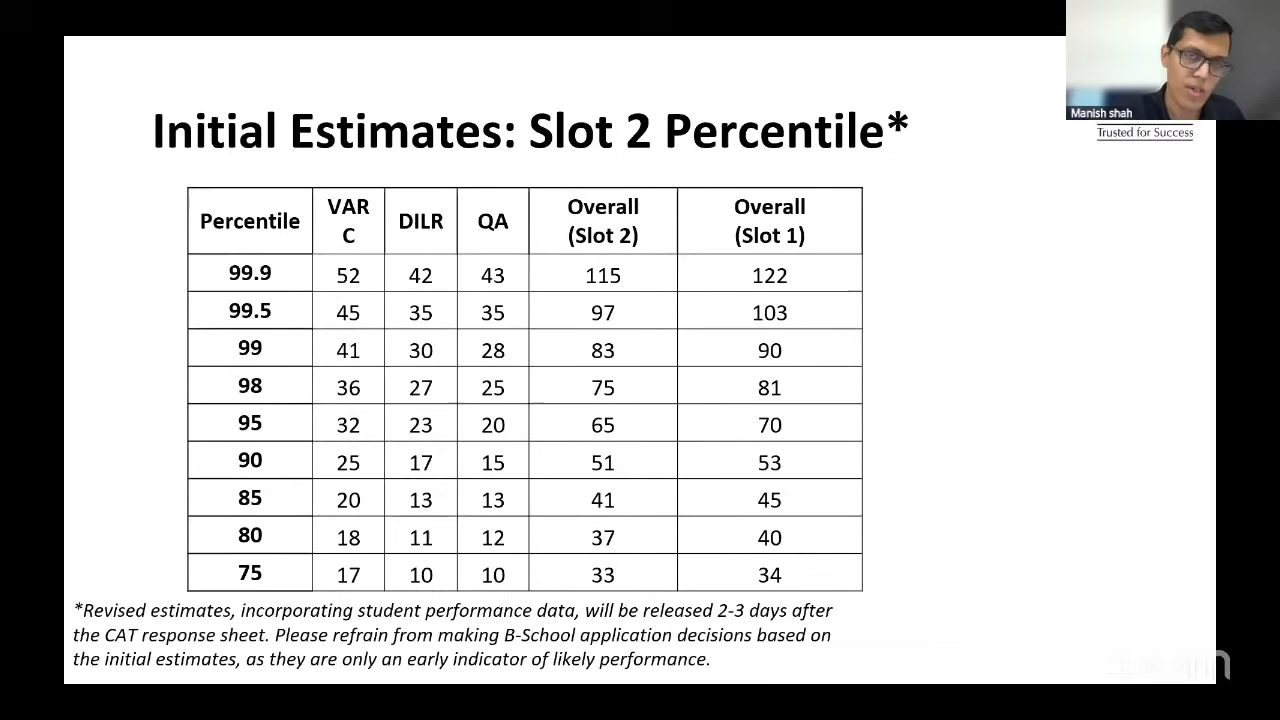 Manish shah
Trusted for Success
Initial Estimates: Slot 2 Percentile*
Percentile VAR C DILR QA Overall (Slot 2) Overall (Slot 1)
99.9 52 42 43 115 122
99.5 45 35 35 97 103
99 41 30 28 83 90
98 36 27 25 75 81
95 32 23 20 65 70
90 25 17 15 51 53
85 20 13 13 41 45
80 18 11 12 37 40
75 17 10 10 33 34
*Revised estimates, incorporating student performance data, will be released 2-3 days after
the CAT response sheet. Please refrain from making B-School application decisions based on
the initial estimates, as they are only an early indicator of likely performance.